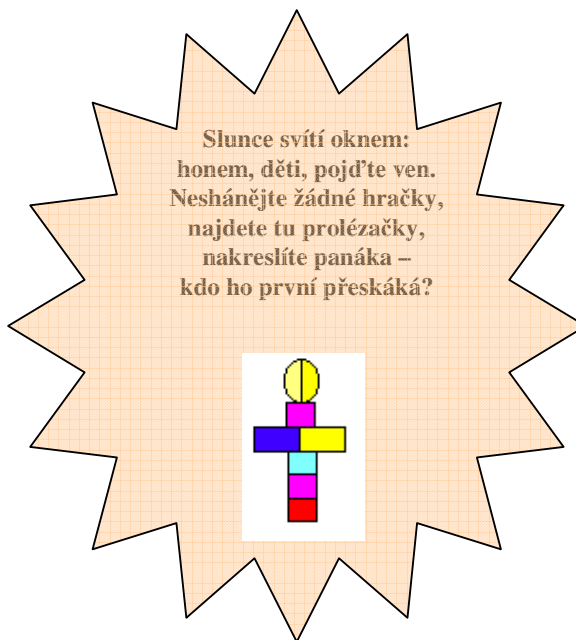 Slunce svítí oknem:
honem, děti, pojďte ven.
Neshánějte žádné hračky,
najdete tu prolézačky,
nakreslíte panáka –
kdo ho první přeskáká?